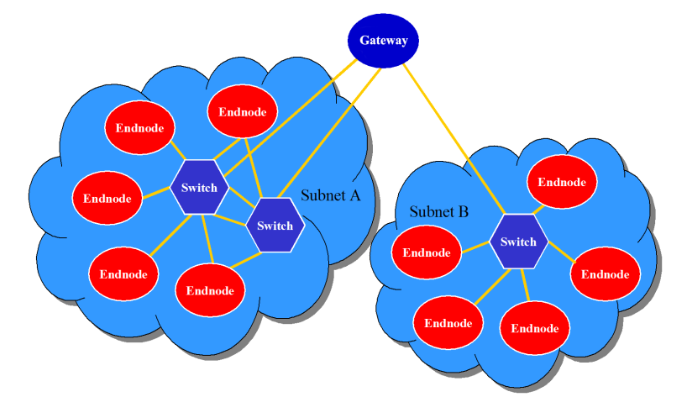 Gateway
Endnode
Endnode
Switch
Endnode
Subnet A
Switch
Endnode
Endnode
Endnode
Subnet B
Switch
Endnode
Endnode
Endnode
Endnode